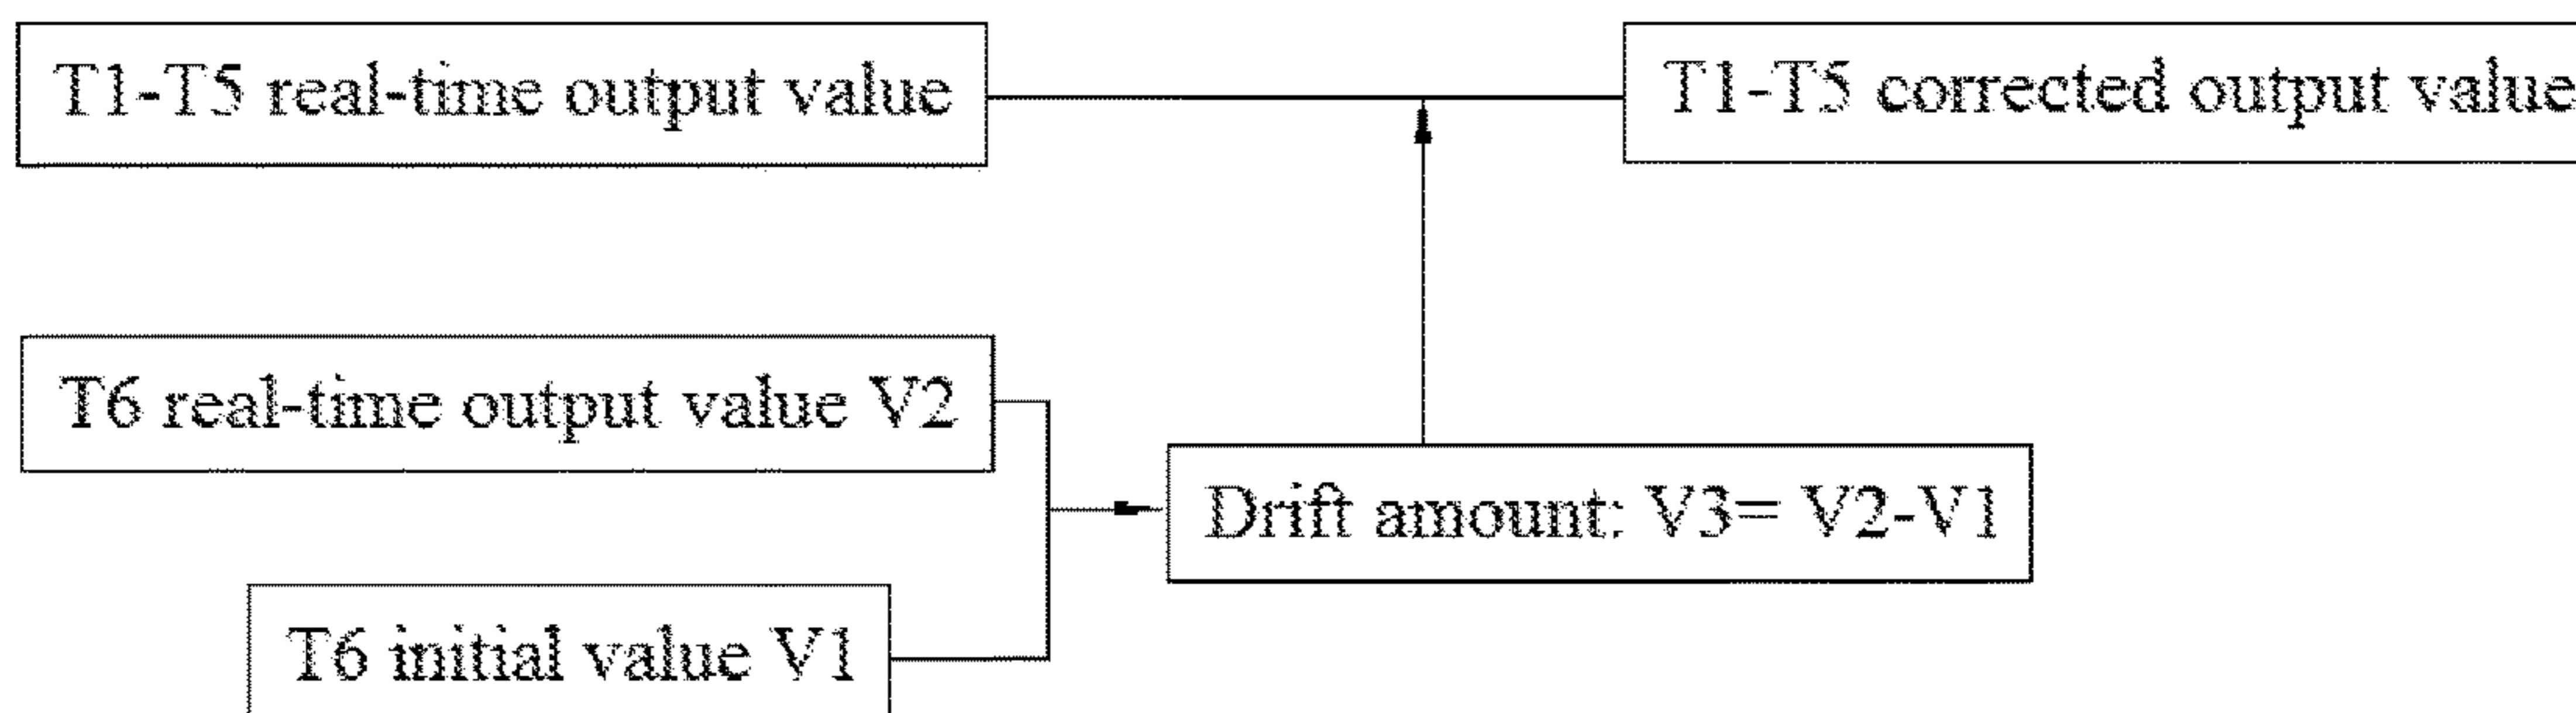 T1-T5 real-time output value
T1-T5 corrected output value
T6 real-time output value V2
Drift amount: V3= V2-V1
T6 initial value V1